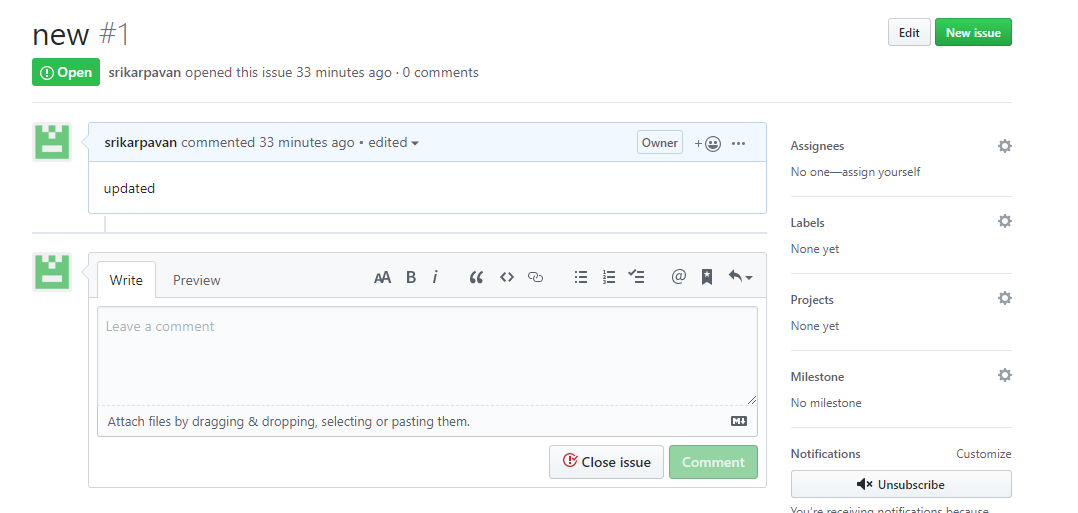 new #1
Edit
New issue
Open
srikarpavan opened this issue 33 minutes ago · 0 comments
srikarpavan commented 33 minutes ago • edited
Owner
updated
Write
Preview
AA B i
Leave a comment
Attach files by dragging & dropping, selecting or pasting them.
Close issue
Comment
Assignees
No one—assign yourself
Labels
None yet
Projects
None yet
Milestone
No milestone
Notifications
Customize
Unsubscribe
You're receiving notifications because